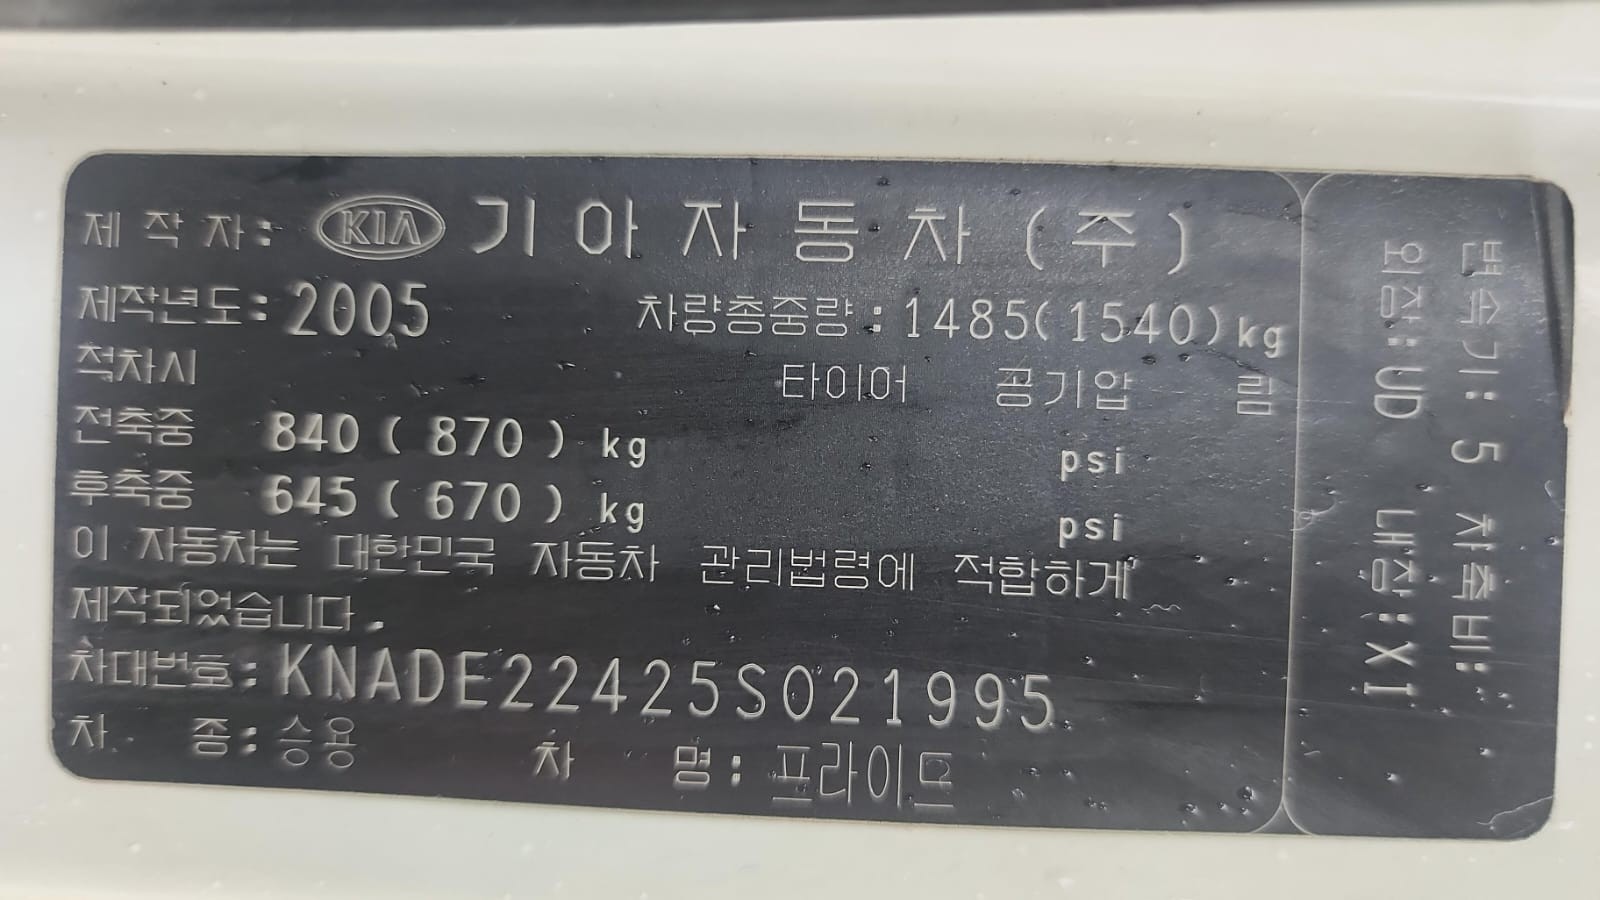 제 작 자: KIA 기아자동차(주)
제작년도: 2005 차량총중량: 1485(1540)kg
적차시 타이어 공기압 림
전축중 840(870)kg psi
후축중 645(670)kg psi
이 자동차는 대한민국 자동차 관리법령에 적합하게
제작되었습니다.
차대번호: KNADE22425S021995
차 종: 승용 차 명: 프라이드
변속기: 5 차축비:
외장: UD 내장: XI